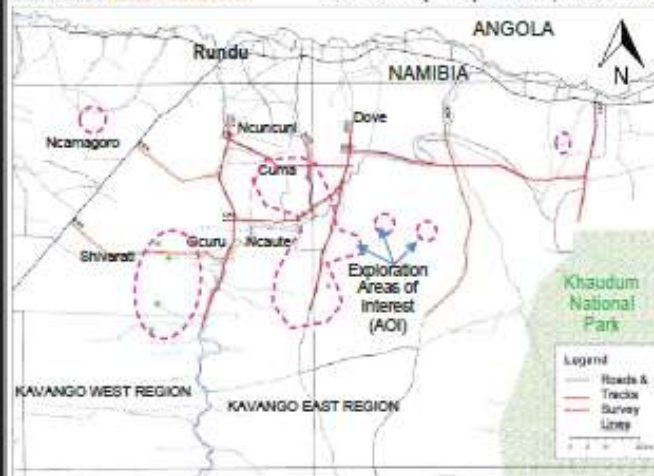 ANGOLA
Rundu
NAMIBIA
N
Dove
Ncuncuni
Ncamagoro
Cuma
Gcuru
Ncaute
Shivarati
Exploration
Areas of
Interest
(AOI)
Khaudum
National
Park
KAVANGO WEST REGION
KAVANGO EAST REGION
Legend
Roads &
Tracks
Survey
Lines